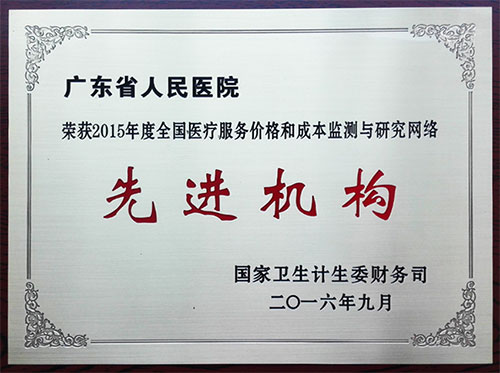 广东省人民医院
荣获2015年度全国医疗服务价格和成本监测与研究网络
先进机构
国家卫生计生委财务司
二〇一六年九月